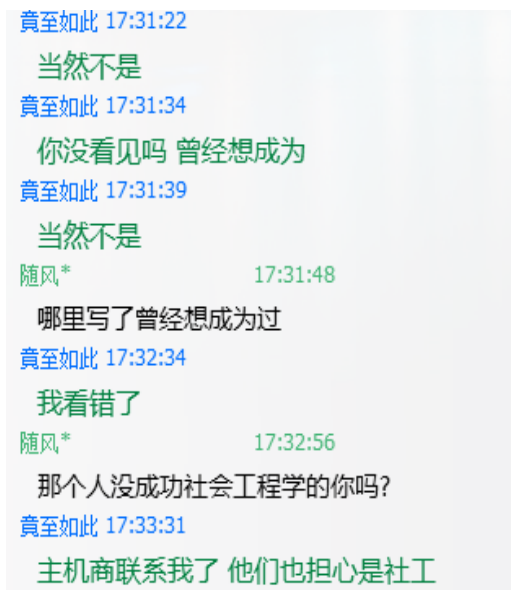 竟至如此 17:31:22
当然不是
竟至如此 17:31:34
你没看见吗 曾经想成为
竟至如此 17:31:39
当然不是
随风* 17:31:48
哪里写了曾经想成为过
竟至如此 17:32:34
我看错了
随风* 17:32:56
那个人没成功社会工程学的你吗?
竟至如此 17:33:31
主机商联系我了 他们也担心是社工